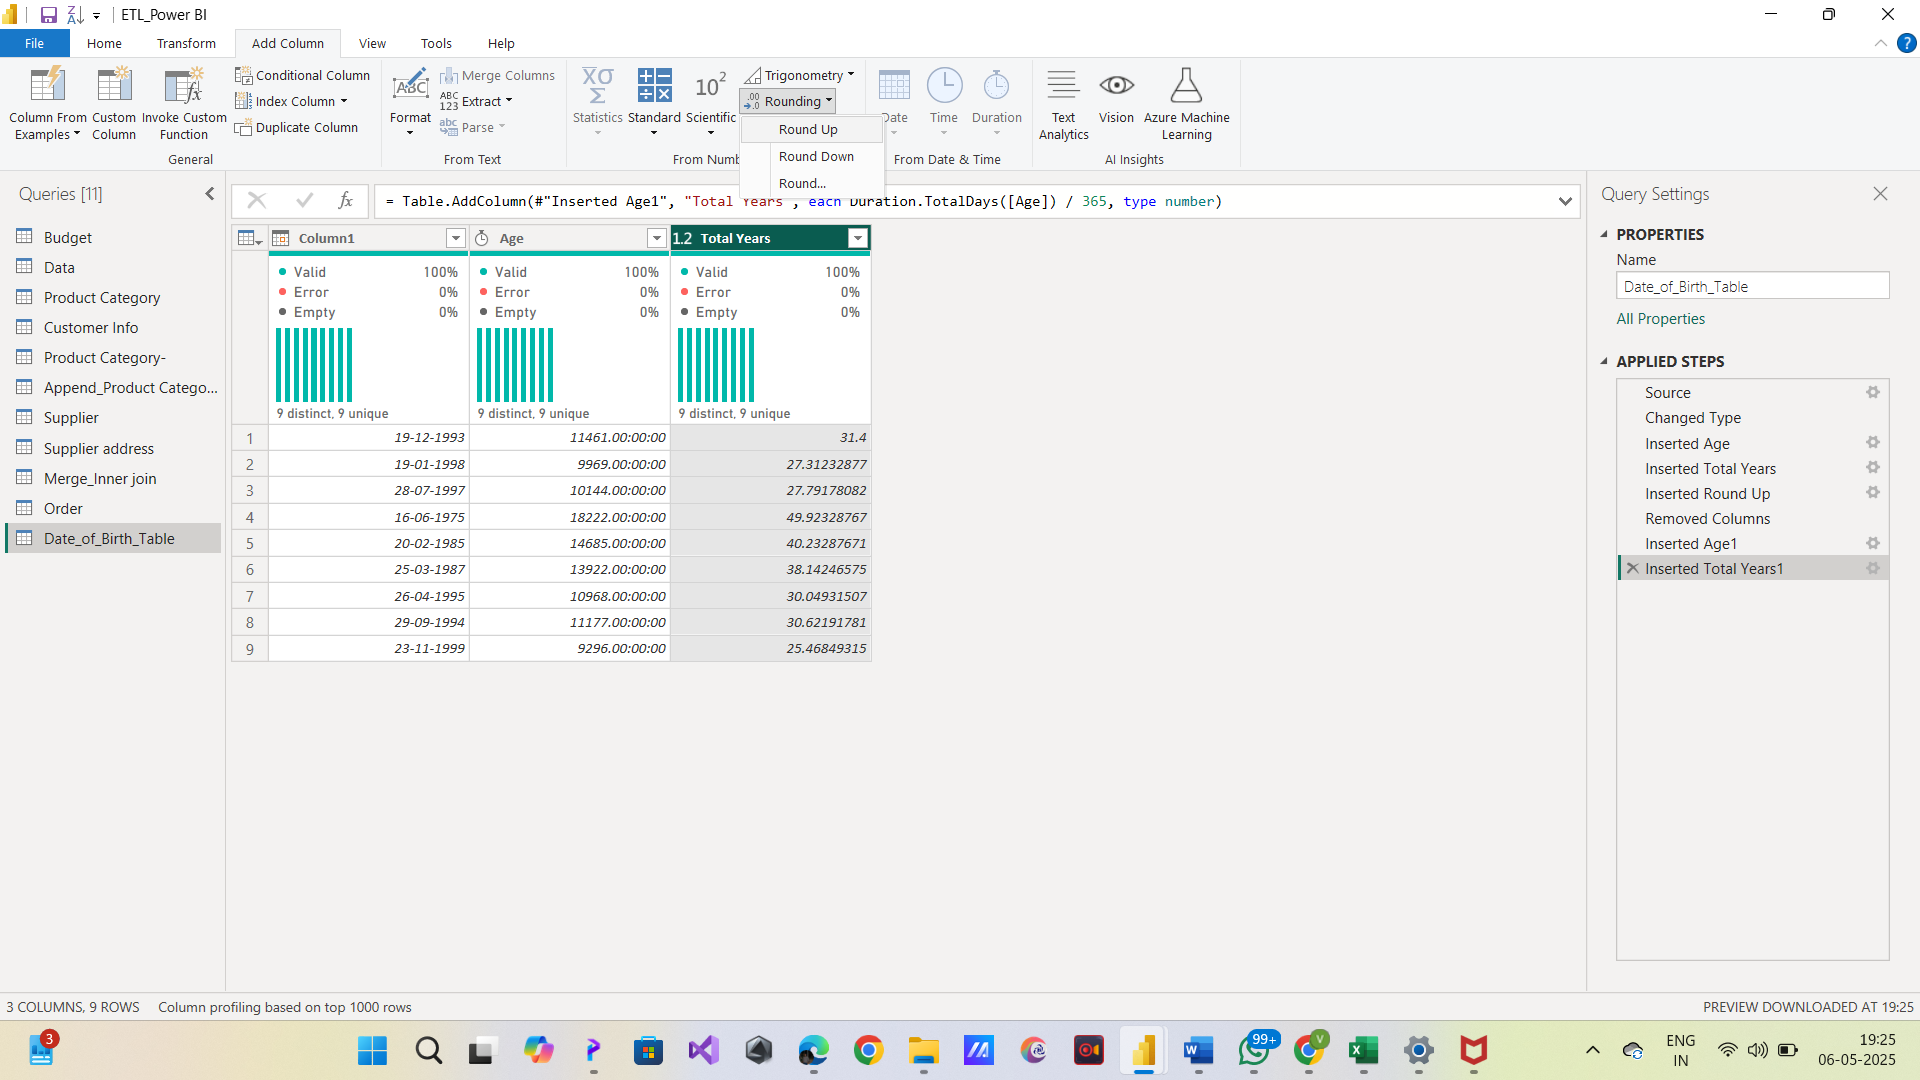 ETL_Power BI
File Home Transform Add Column View Tools Help
Column From Examples
Custom Column
Invoke Custom Function
Conditional Column
Index Column
Duplicate Column
General
Format
Merge Columns
Extract
Parse
From Text
Statistics
Standard
Scientific
Trigonometry
Rounding
Round Up
Round Down
Round...
From Numb
Date
Time
Duration
From Date & Time
Text Analytics
Vision
Azure Machine Learning
AI Insights
Queries [11]
Budget
Data
Product Category
Customer Info
Product Category-
Append_Product Catego...
Supplier
Supplier address
Merge_Inner join
Order
Date_of_Birth_Table
= Table.AddColumn(#"Inserted Age1", "Total Years", each Duration.TotalDays([Age]) / 365, type number)
Column1 Age 1.2 Total Years
Valid 100% Valid 100% Valid 100%
Error 0% Error 0% Error 0%
Empty 0% Empty 0% Empty 0%
9 distinct, 9 unique 9 distinct, 9 unique 9 distinct, 9 unique
1 19-12-1993 11461.00:00:00 31.4
2 19-01-1998 9969.00:00:00 27.31232877
3 28-07-1997 10144.00:00:00 27.79178082
4 16-06-1975 18222.00:00:00 49.92328767
5 20-02-1985 14685.00:00:00 40.23287671
6 25-03-1987 13922.00:00:00 38.14246575
7 26-04-1995 10968.00:00:00 30.04931507
8 29-09-1994 11177.00:00:00 30.62191781
9 23-11-1999 9296.00:00:00 25.46849315
Query Settings
PROPERTIES
Name
Date_of_Birth_Table
All Properties
APPLIED STEPS
Source
Changed Type
Inserted Age
Inserted Total Years
Inserted Round Up
Removed Columns
Inserted Age1
Inserted Total Years1
3 COLUMNS, 9 ROWS Column profiling based on top 1000 rows
PREVIEW DOWNLOADED AT 19:25
3
99+
V
ENG
IN
19:25
06-05-2025